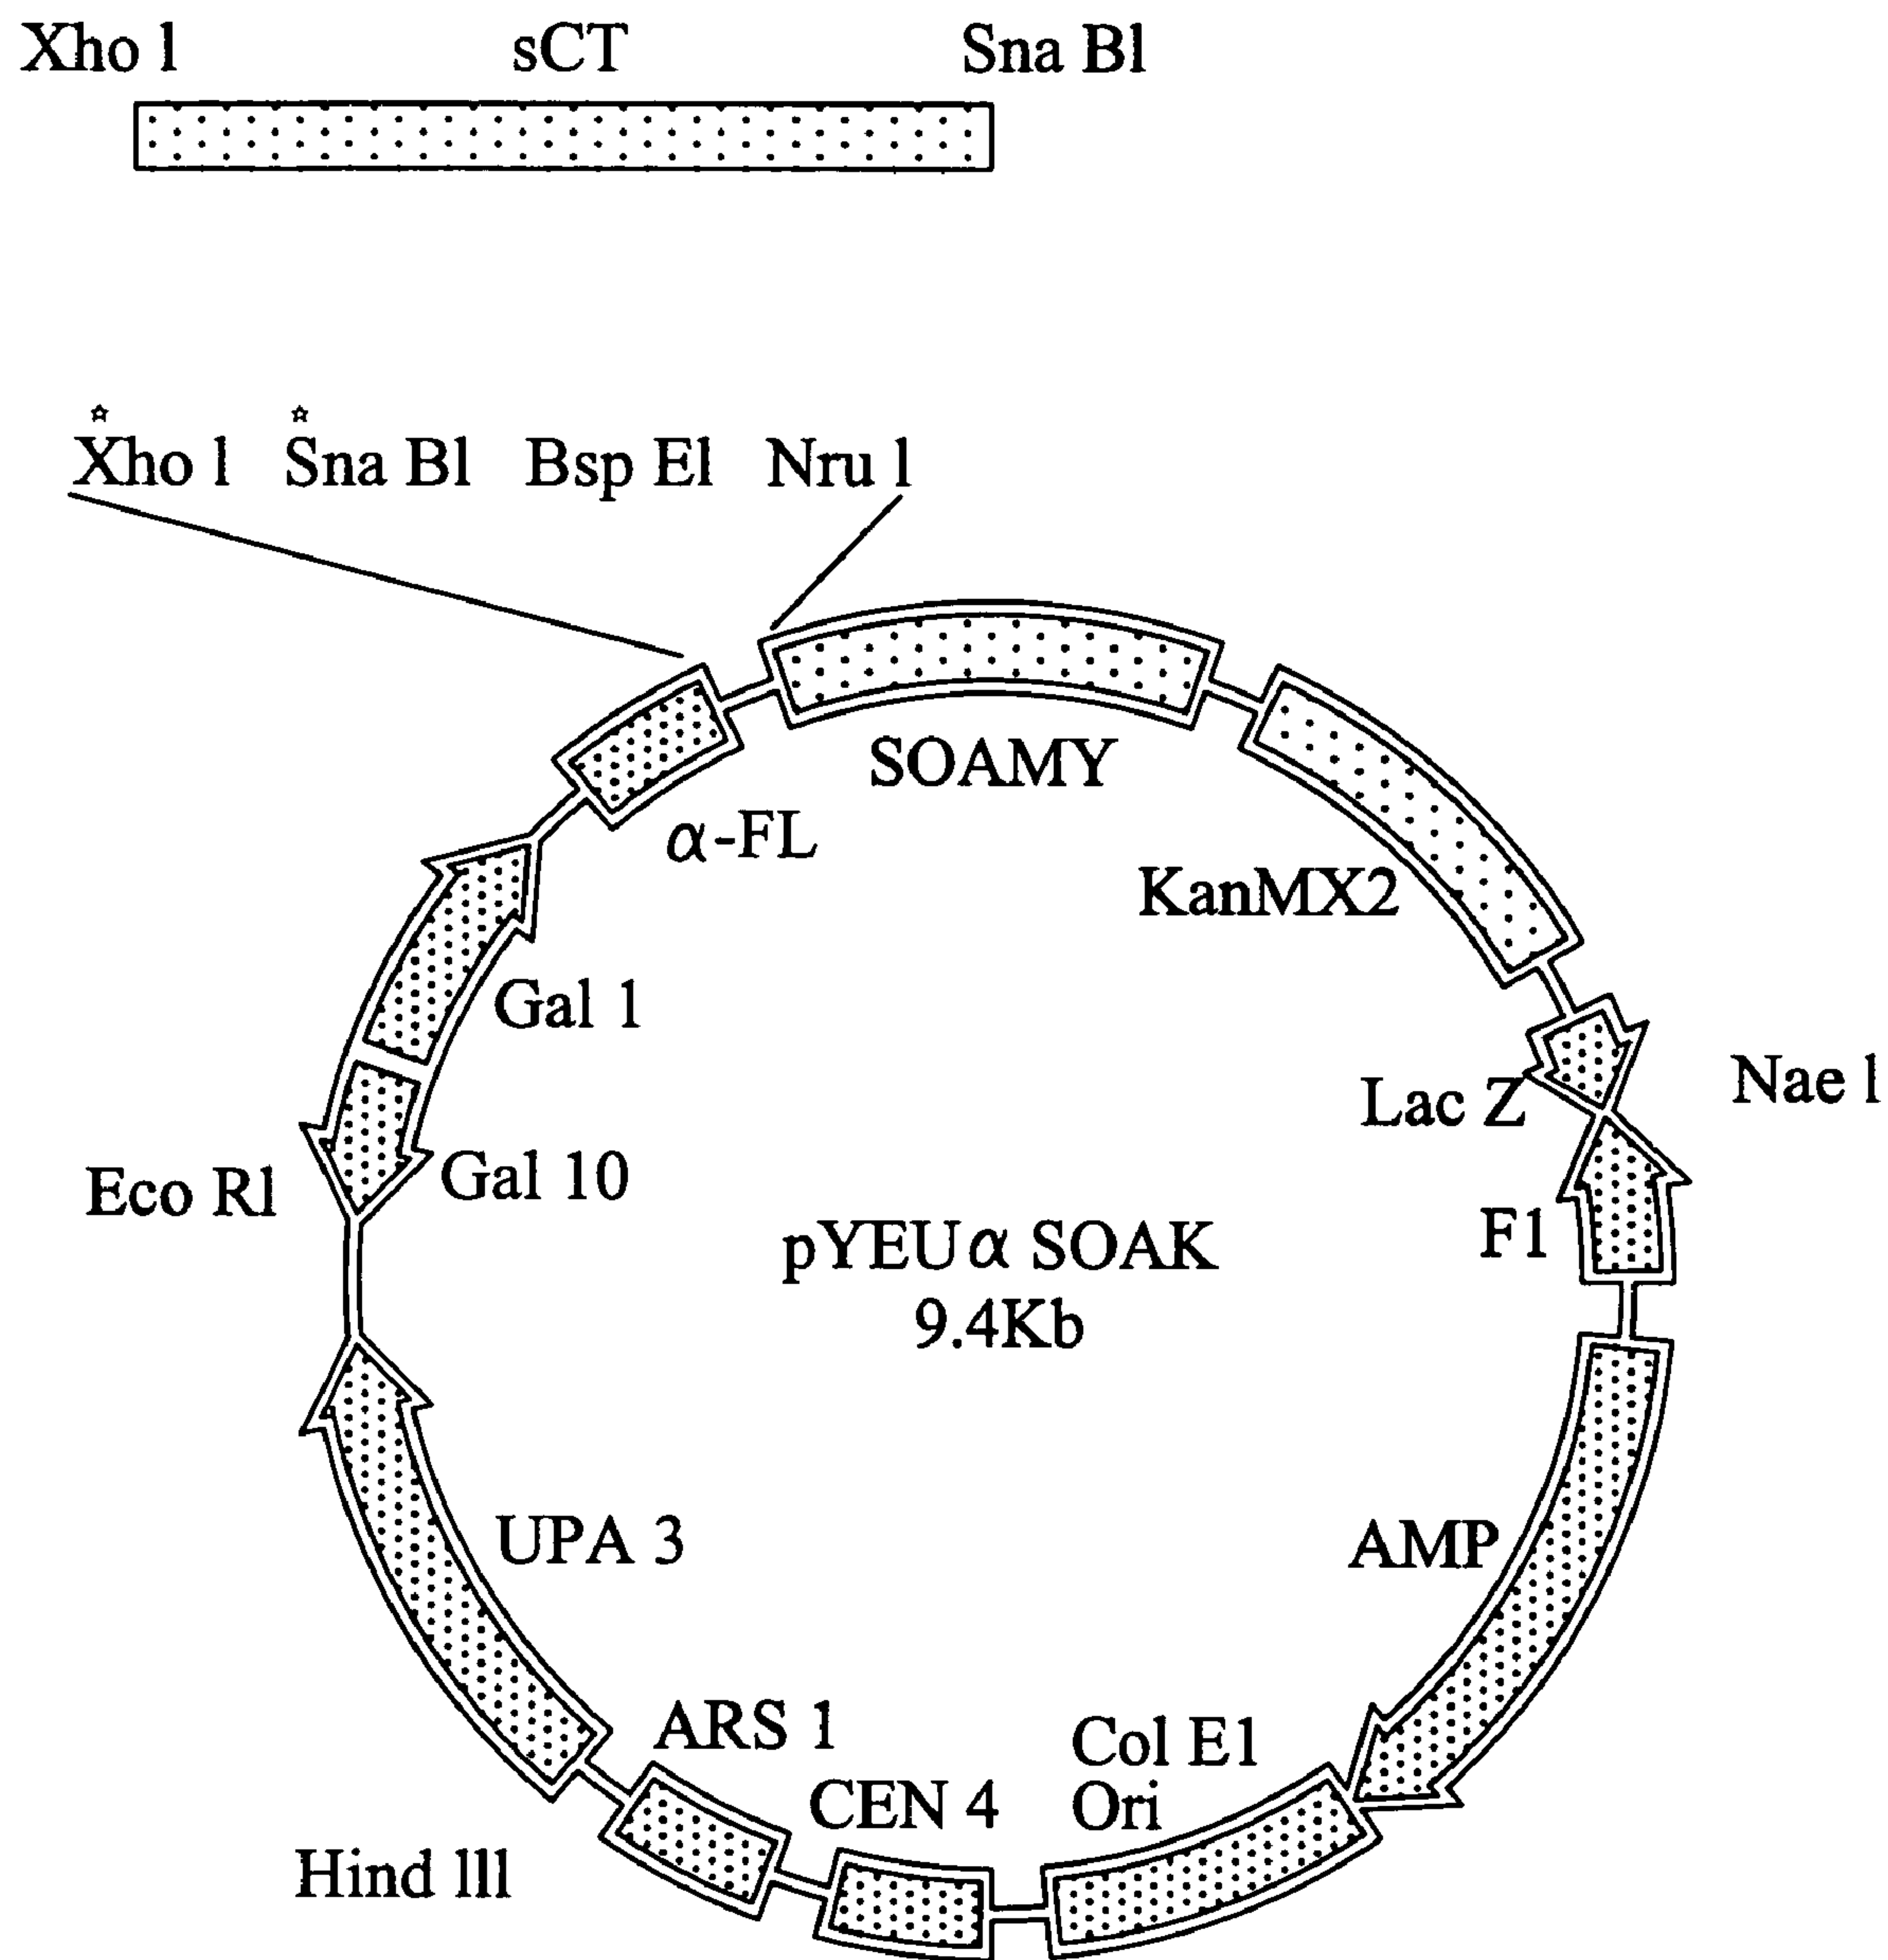 Xho l sCT Sna Bl
☆ ☆
Xho l Sna Bl Bsp El Nru l
SOAMY
α-FL
KanMX2
Gal 1
Lac Z
Nae l
Eco Rl
Gal 10
F1
pYEUα SOAK
9.4Kb
UPA 3
AMP
ARS 1
Col E1
Ori
CEN 4
Hind lll